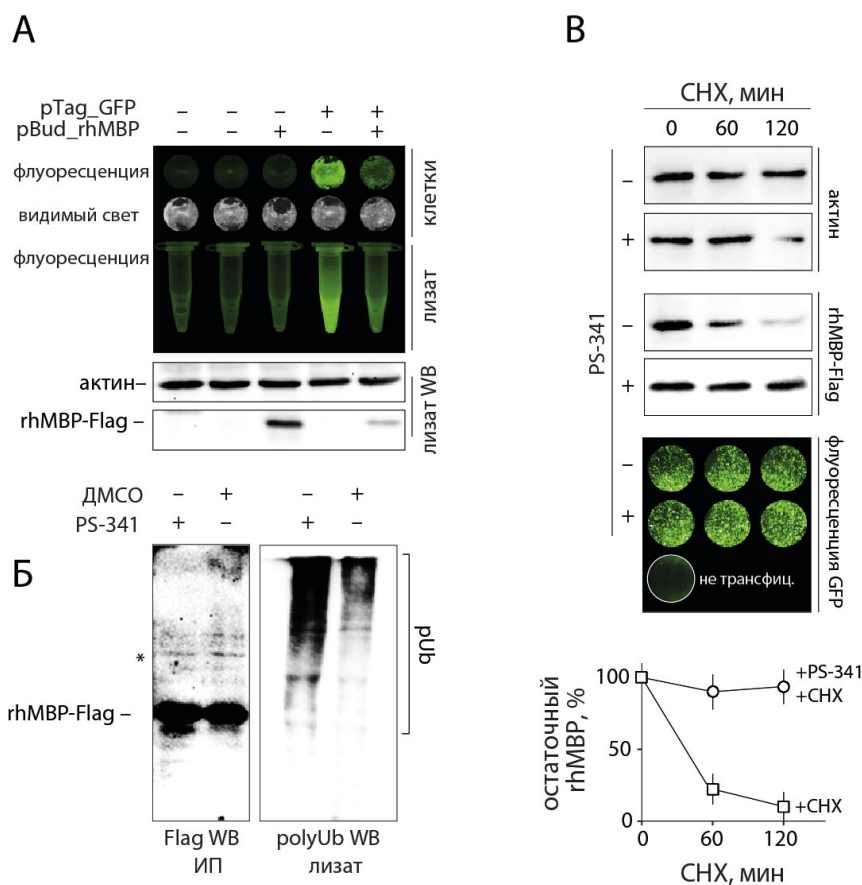 А
pTag_GFP – – – + +
pBud_rhMBP – – + – +
флуоресценция
видимый свет
клетки
флуоресценция
лизат
актин–
rhMBP-Flag –
лизат WB
Б
ДМСО – + – +
PS-341 + – + –
*
rhMBP-Flag –
pUb
Flag WB
ИП
polyUb WB
лизат
В
CHX, мин
0 60 120
PS-341
–
+
актин
–
+
rhMBP-Flag
–
+
не трансфиц.
флуоресценция GFP
остаточный
rhMBP, %
100
50
0
+PS-341
+CHX
+CHX
0 60 120
CHX, мин